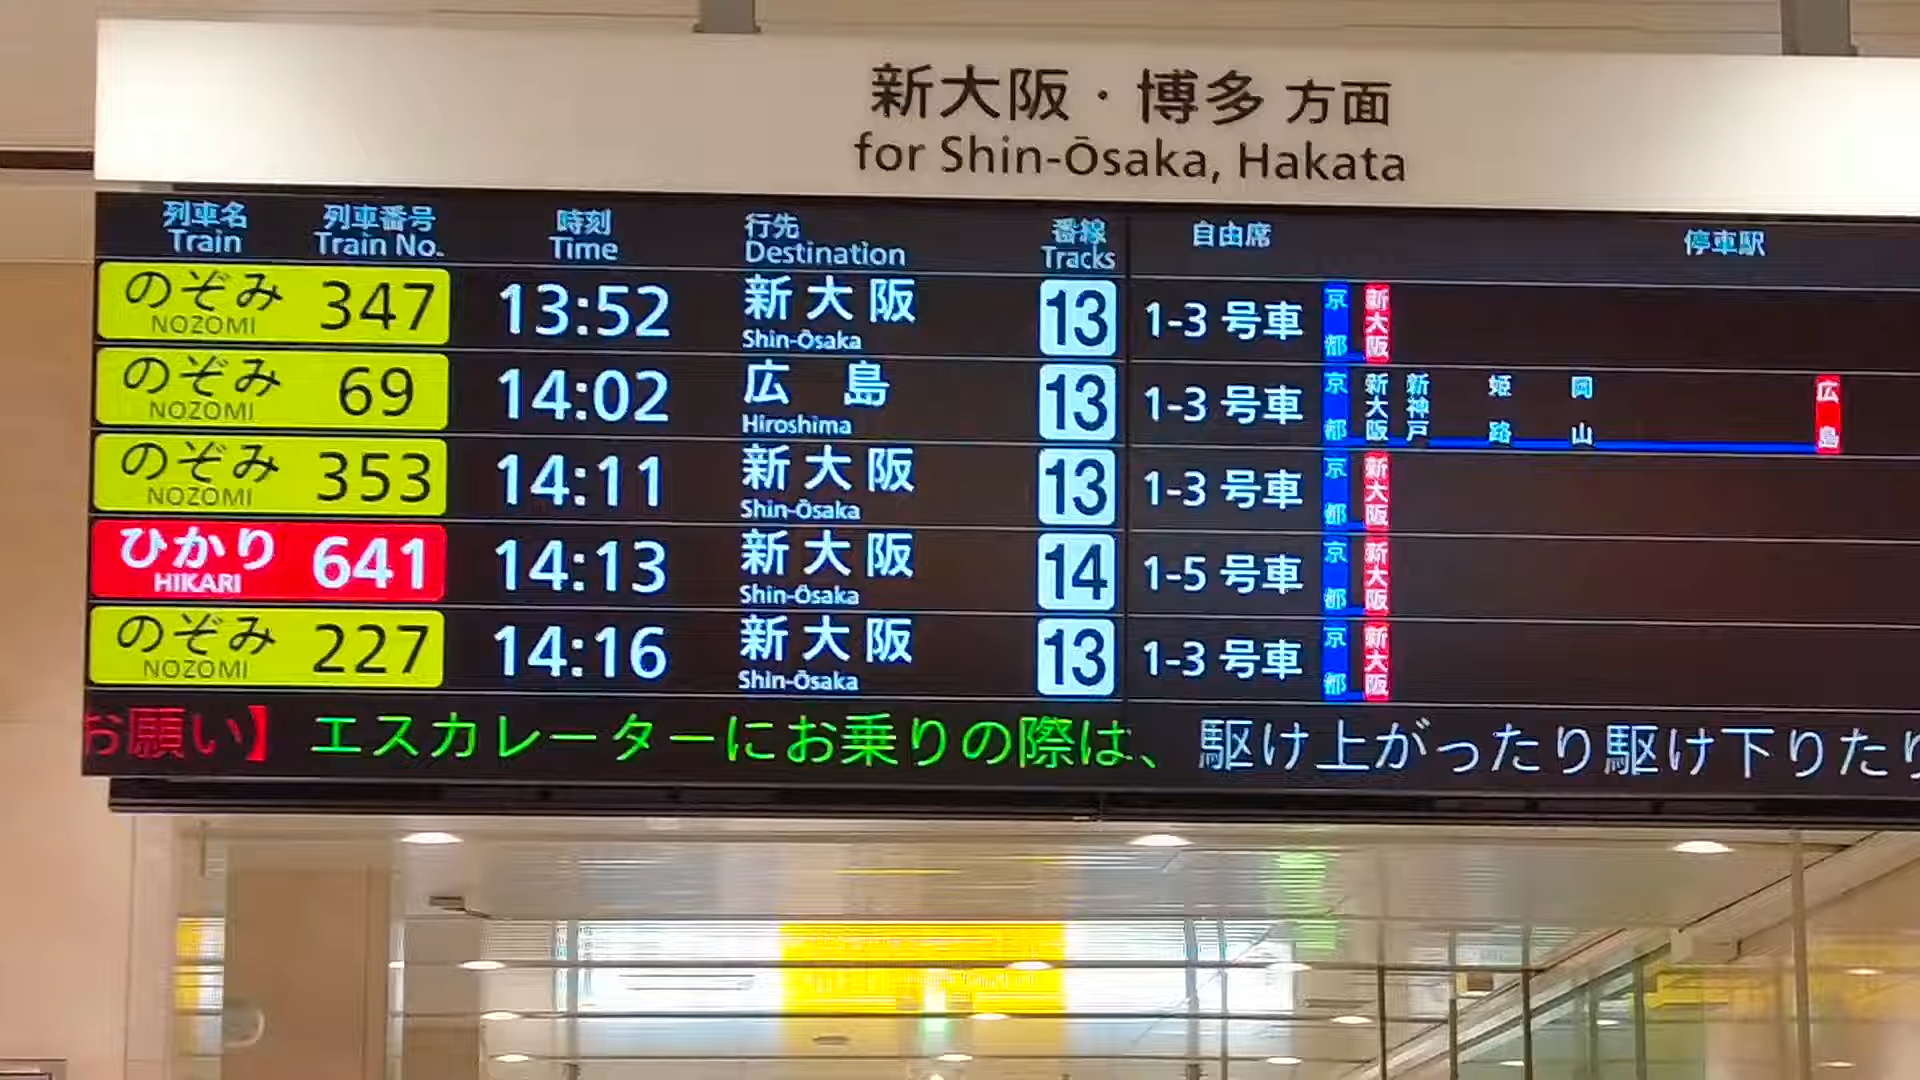 新大阪・博多 方面
for Shin-Ōsaka, Hakata
列車名 列車番号 時刻 行先 番線 自由席 停車駅
Train Train No. Time Destination Tracks
のぞみ 347 13:52 新大阪 13 1-3 号車 京都 新大阪
NOZOMI Shin-Ōsaka
のぞみ 69 14:02 広島 13 1-3 号車 京都 新大阪 新神戸 姫路 岡山 広島
NOZOMI Hiroshima
のぞみ 353 14:11 新大阪 13 1-3 号車 京都 新大阪
NOZOMI Shin-Ōsaka
ひかり 641 14:13 新大阪 14 1-5 号車 京都 新大阪
HIKARI Shin-Ōsaka
のぞみ 227 14:16 新大阪 13 1-3 号車 京都 新大阪
NOZOMI Shin-Ōsaka
お願い】 エスカレーターにお乗りの際は、 駆け上がったり駆け下りたり